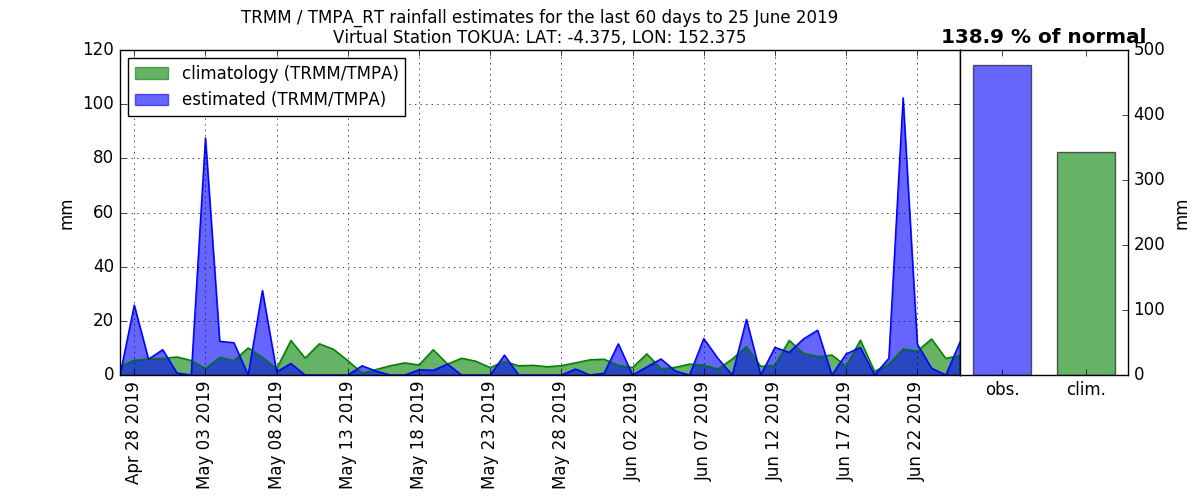 TRMM / TMPA_RT rainfall estimates for the last 60 days to 25 June 2019
Virtual Station TOKUA: LAT: -4.375, LON: 152.375
138.9 % of normal
climatology (TRMM/TMPA)
estimated (TRMM/TMPA)
120
100
80
60
40
20
0
mm
Apr 28 2019
May 03 2019
May 08 2019
May 13 2019
May 18 2019
May 23 2019
May 28 2019
Jun 02 2019
Jun 07 2019
Jun 12 2019
Jun 17 2019
Jun 22 2019
obs.
clim.
500
400
300
200
100
0
mm